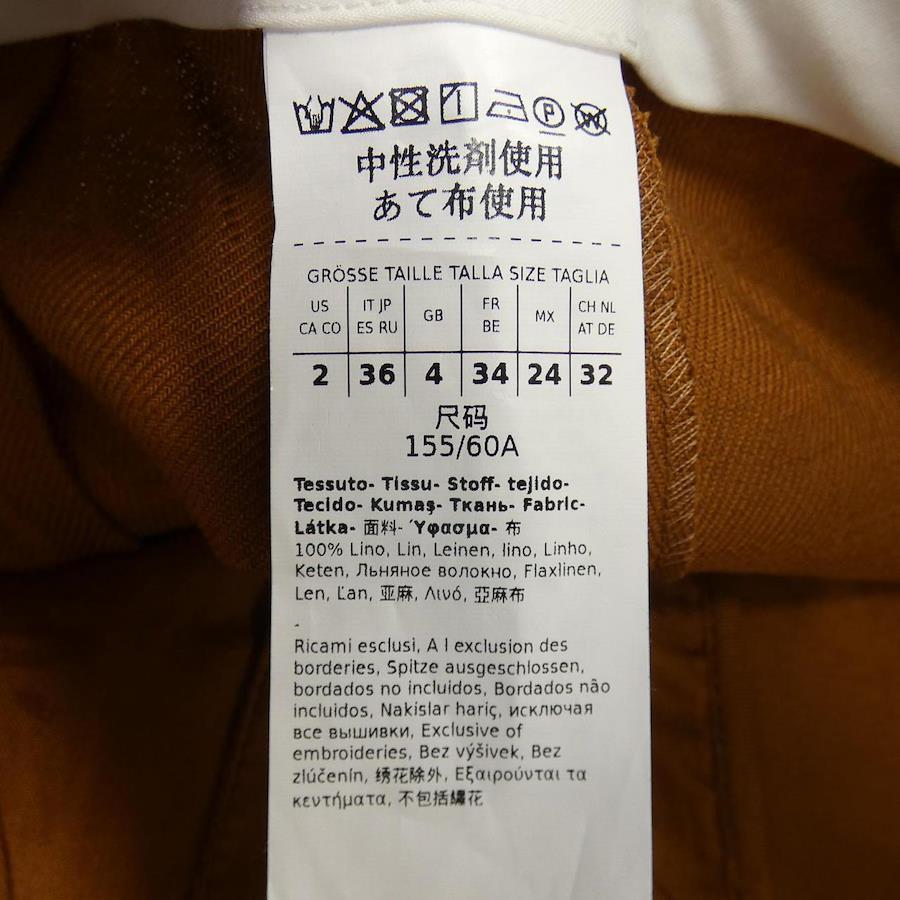 中性洗剤使用
あて布使用
GRÖSSE TAILLE TALLA SIZE TAGLIA
US CA CO | IT JP ES RU | GB | FR BE | MX | CH NL AT DE
2 | 36 | 4 | 34 | 24 | 32
尺码
155/60A
Tessuto- Tissu- Stoff- tejido-
Tecido- Kumaş- Ткань- Fabric-
Látka- 面料- Ύφασμα- 布
100% Lino, Lin, Leinen, lino, Linho,
Keten, Льняное волокно, Flaxlinen,
Len, Ľan, 亚麻, Λινό, 亞麻布
-
Ricami esclusi, A l exclusion des
borderies, Spitze ausgeschlossen,
bordados no incluidos, Bordados não
incluidos, Nakislar hariç, исключая
все вышивки, Exclusive of
embroideries, Bez výšivek, Bez
zlúčenín, 绣花除外, Εξαιρούνται τα
κεντήματα, 不包括繡花